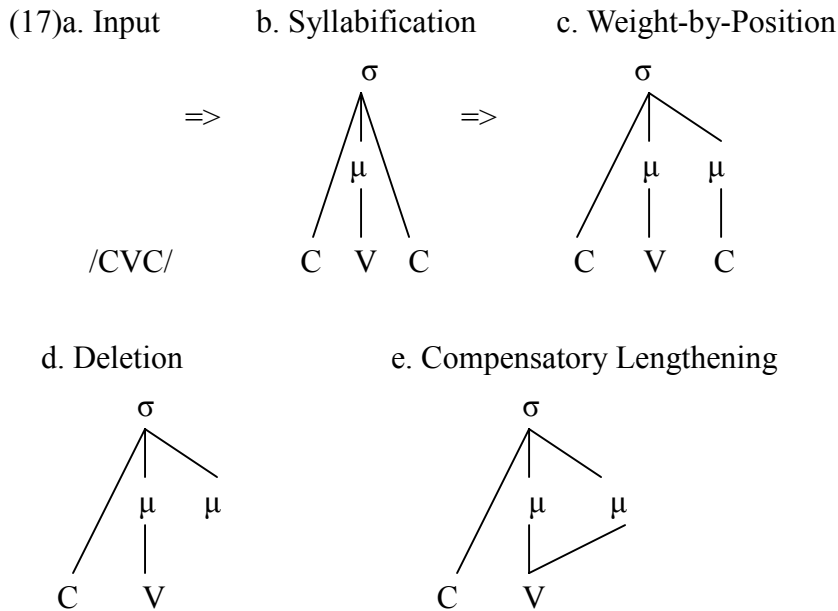 (17)a. Input b. Syllabification c. Weight-by-Position
σ σ
=> =>
μ μ μ
/CVC/ C V C C V C
d. Deletion e. Compensatory Lengthening
σ σ
μ μ μ μ
C V C V